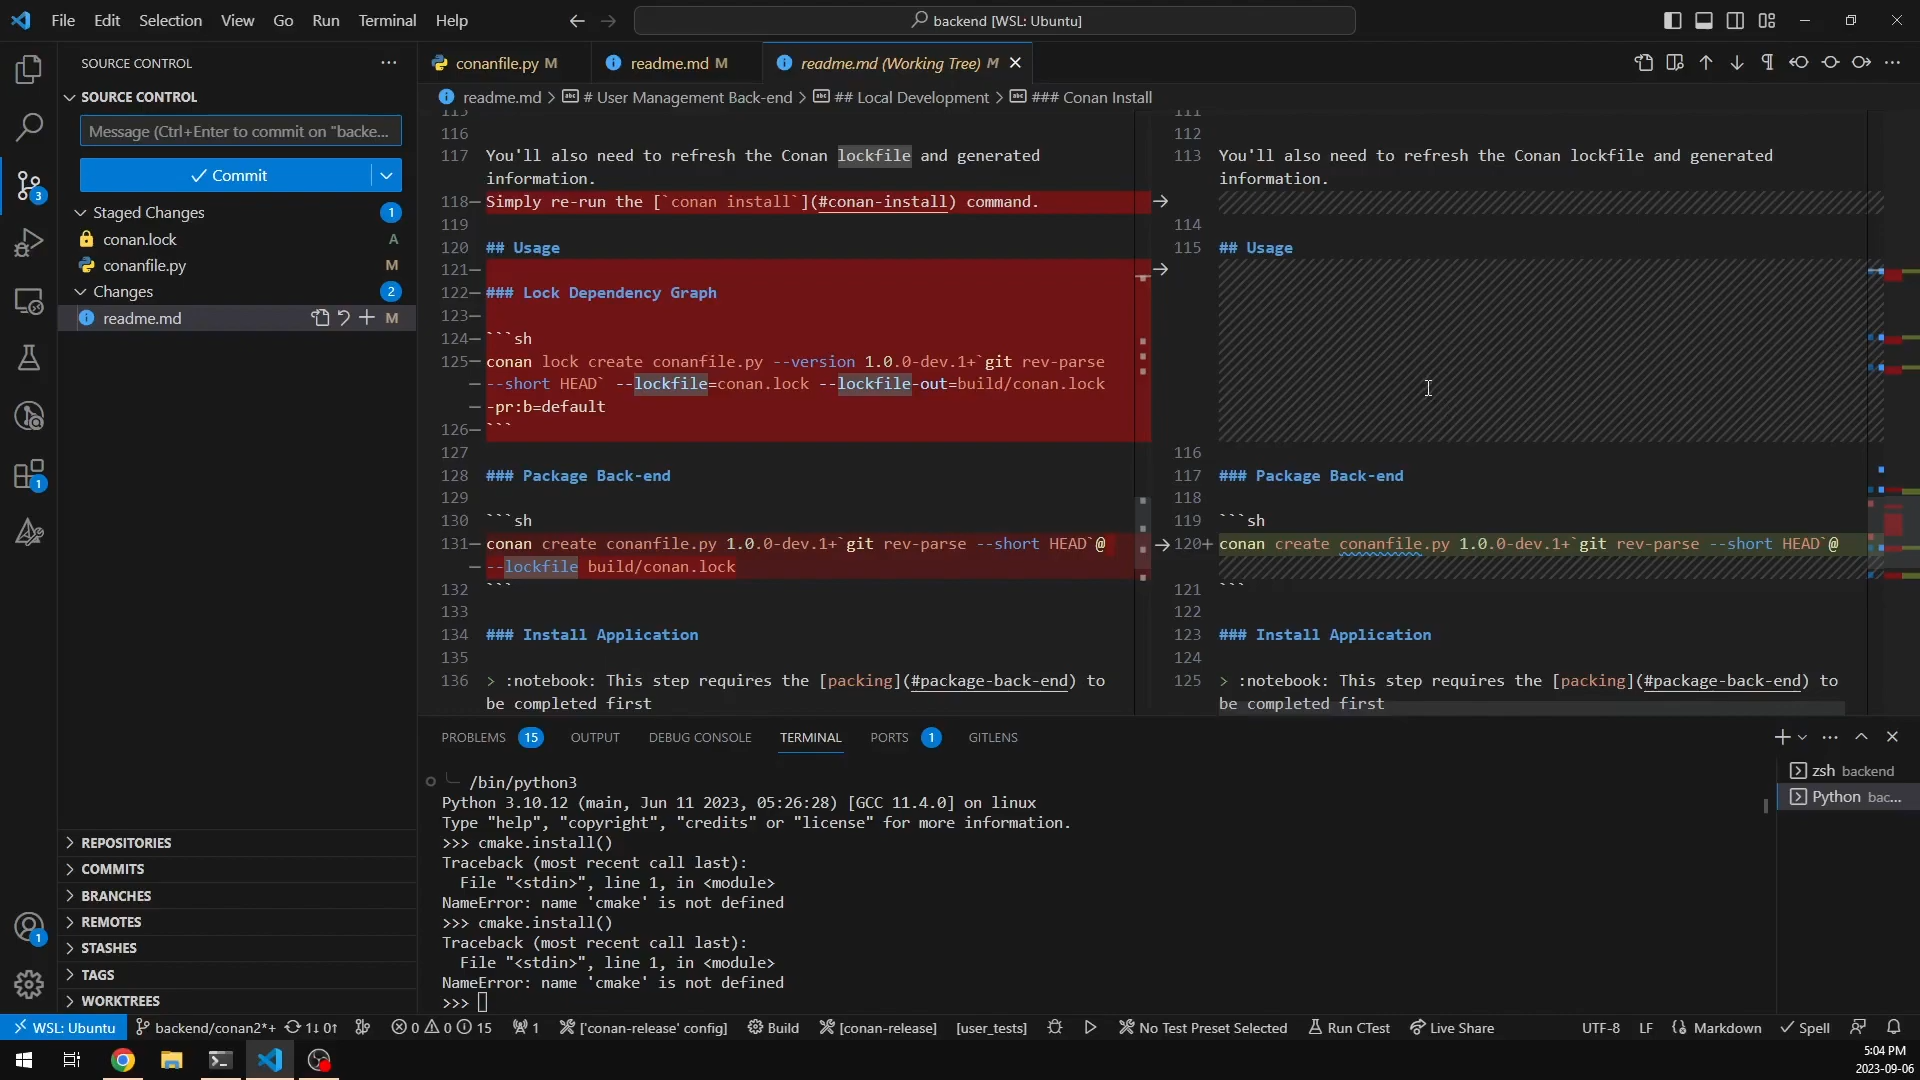 File Edit Selection View Go Run Terminal Help
backend [WSL: Ubuntu]
SOURCE CONTROL
SOURCE CONTROL
Message (Ctrl+Enter to commit on "backe...
Commit
Staged Changes 1
conan.lock A
conanfile.py M
Changes 2
readme.md M
REPOSITORIES
COMMITS
BRANCHES
REMOTES
STASHES
TAGS
WORKTREES
3
1
1
conanfile.py M
readme.md M
readme.md (Working Tree) M
readme.md > # User Management Back-end > ## Local Development > ### Conan Install
115
116
117 You'll also need to refresh the Conan lockfile and generated
information.
118— Simply re-run the [`conan install`](#conan-install) command.
119
120 ## Usage
121—
122— ### Lock Dependency Graph
123—
124— ```sh
125— conan lock create conanfile.py --version 1.0.0-dev.1+`git rev-parse
— --short HEAD` --lockfile=conan.lock --lockfile-out=build/conan.lock
— -pr:b=default
126— ```
127
128 ### Package Back-end
129
130 ```sh
131— conan create conanfile.py 1.0.0-dev.1+`git rev-parse --short HEAD`@
— --lockfile build/conan.lock
132 ```
133
134 ### Install Application
135
136 > :notebook: This step requires the [packing](#package-back-end) to
be completed first
111
112
113 You'll also need to refresh the Conan lockfile and generated
information.
114
115 ## Usage
116
117 ### Package Back-end
118
119 ```sh
120+ conan create conanfile.py 1.0.0-dev.1+`git rev-parse --short HEAD`@
121 ```
122
123 ### Install Application
124
125 > :notebook: This step requires the [packing](#package-back-end) to
be completed first
PROBLEMS 15 OUTPUT DEBUG CONSOLE TERMINAL PORTS 1 GITLENS
/bin/python3
Python 3.10.12 (main, Jun 11 2023, 05:26:28) [GCC 11.4.0] on linux
Type "help", "copyright", "credits" or "license" for more information.
>>> cmake.install()
Traceback (most recent call last):
  File "<stdin>", line 1, in <module>
NameError: name 'cmake' is not defined
>>> cmake.install()
Traceback (most recent call last):
  File "<stdin>", line 1, in <module>
NameError: name 'cmake' is not defined
>>>
zsh backend
Python bac...
WSL: Ubuntu backend/conan2*+ 1↓ 0↑ 0 0 15 1 ['conan-release' config] Build [conan-release] [user_tests] No Test Preset Selected Run CTest Live Share UTF-8 LF Markdown Spell
5:04 PM
2023-09-06